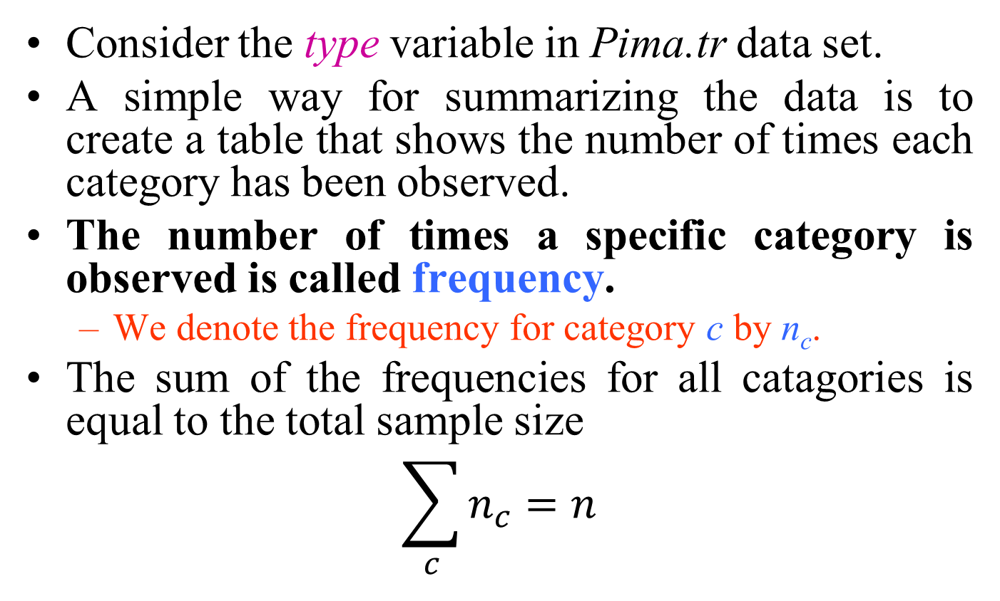 • Consider the type variable in Pima.tr data set.
• A simple way for summarizing the data is to
create a table that shows the number of times each
category has been observed.
• The number of times a specific category is
observed is called frequency.
– We denote the frequency for category c by n_c.
• The sum of the frequencies for all catagories is
equal to the total sample size
∑_c n_c = n